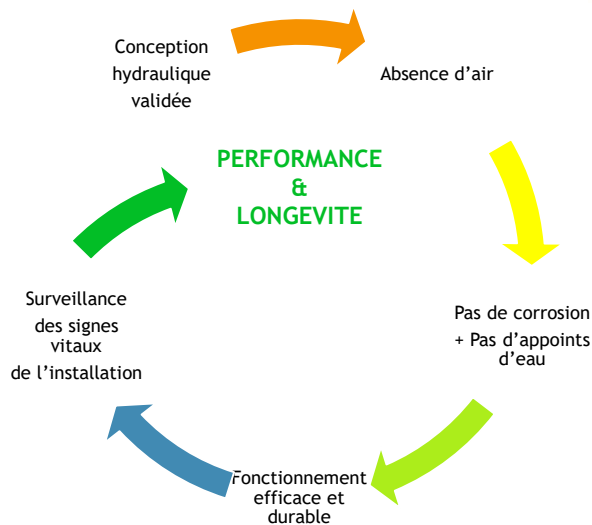 Conception
hydraulique
validée
Absence d’air
PERFORMANCE
&
LONGEVITE
Pas de corrosion
+ Pas d’appoints
d’eau
Fonctionnement
efficace et
durable
Surveillance
des signes
vitaux
de l’installation